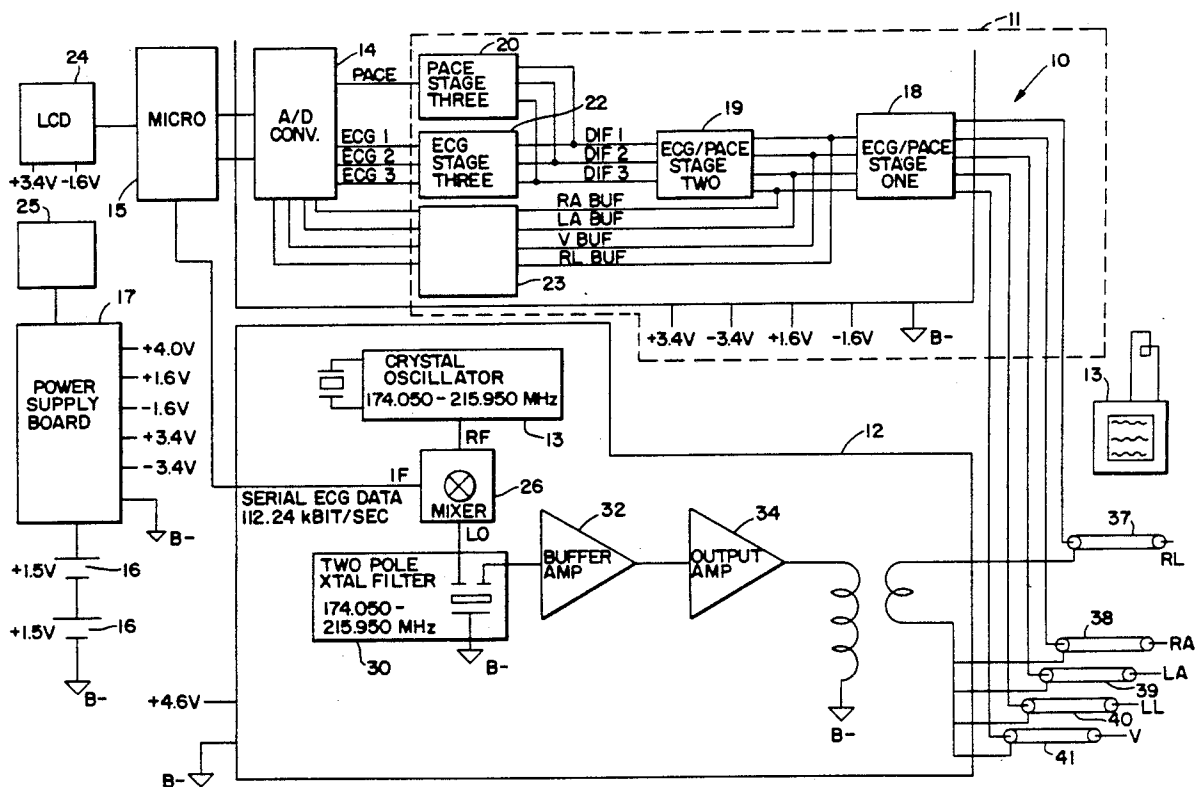 11
20
14
10
24
PACE
PACE
STAGE
THREE
22
18
19
LCD
MICRO
A/D
CONV.
ECG 1
ECG 2
ECG 3
ECG
STAGE
THREE
DIF 1
DIF 2
DIF 3
ECG/PACE
STAGE
TWO
ECG/PACE
STAGE
ONE
+3.4V -1.6V
15
25
RA BUF
LA BUF
V BUF
RL BUF
23
17
+3.4V
-3.4V
+1.6V
-1.6V
B-
POWER
SUPPLY
BOARD
+4.0V
+1.6V
-1.6V
+3.4V
-3.4V
B-
CRYSTAL
OSCILLATOR
174.050-215.950 MHz
13
13
12
RF
IF
SERIAL ECG DATA
112.24 kBIT/SEC
MIXER
26
LO
32
34
37
RL
TWO POLE
XTAL FILTER
174.050-
215.950 MHz
30
B-
BUFFER
AMP
OUTPUT
AMP
+1.5V
16
+1.5V
16
B-
38
RA
LA
39
LL
40
V
41
+4.6V
B-
B-